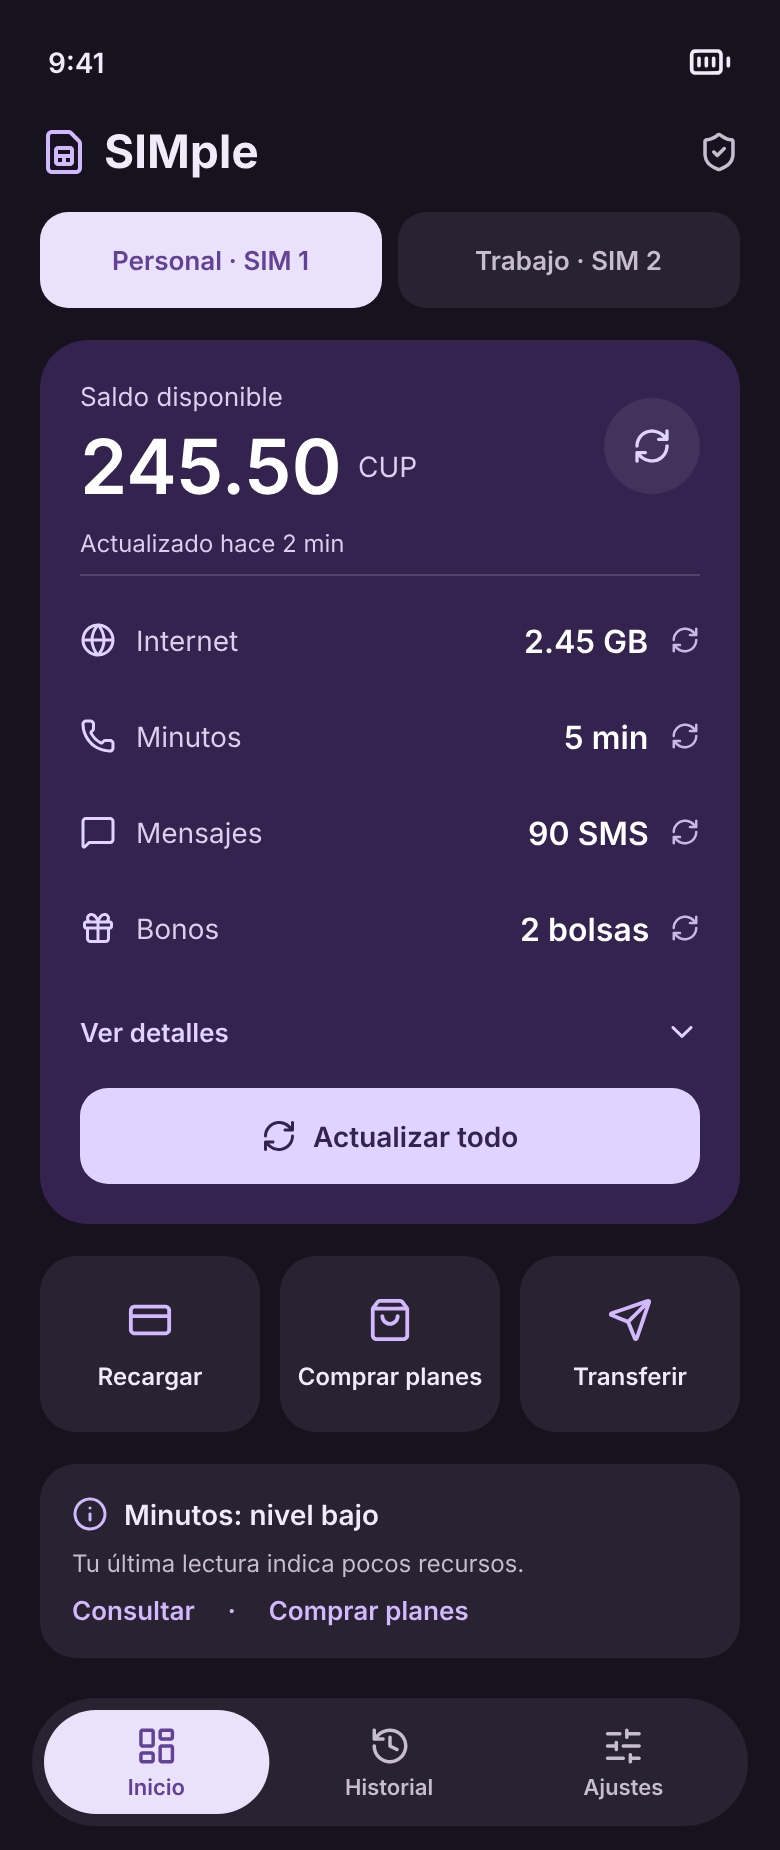 9:41
SIMple
Personal · SIM 1
Trabajo · SIM 2
Saldo disponible
245.50 CUP
Actualizado hace 2 min
Internet 2.45 GB
Minutos 5 min
Mensajes 90 SMS
Bonos 2 bolsas
Ver detalles
Actualizar todo
Recargar
Comprar planes
Transferir
Minutos: nivel bajo
Tu última lectura indica pocos recursos.
Consultar · Comprar planes
Inicio
Historial
Ajustes